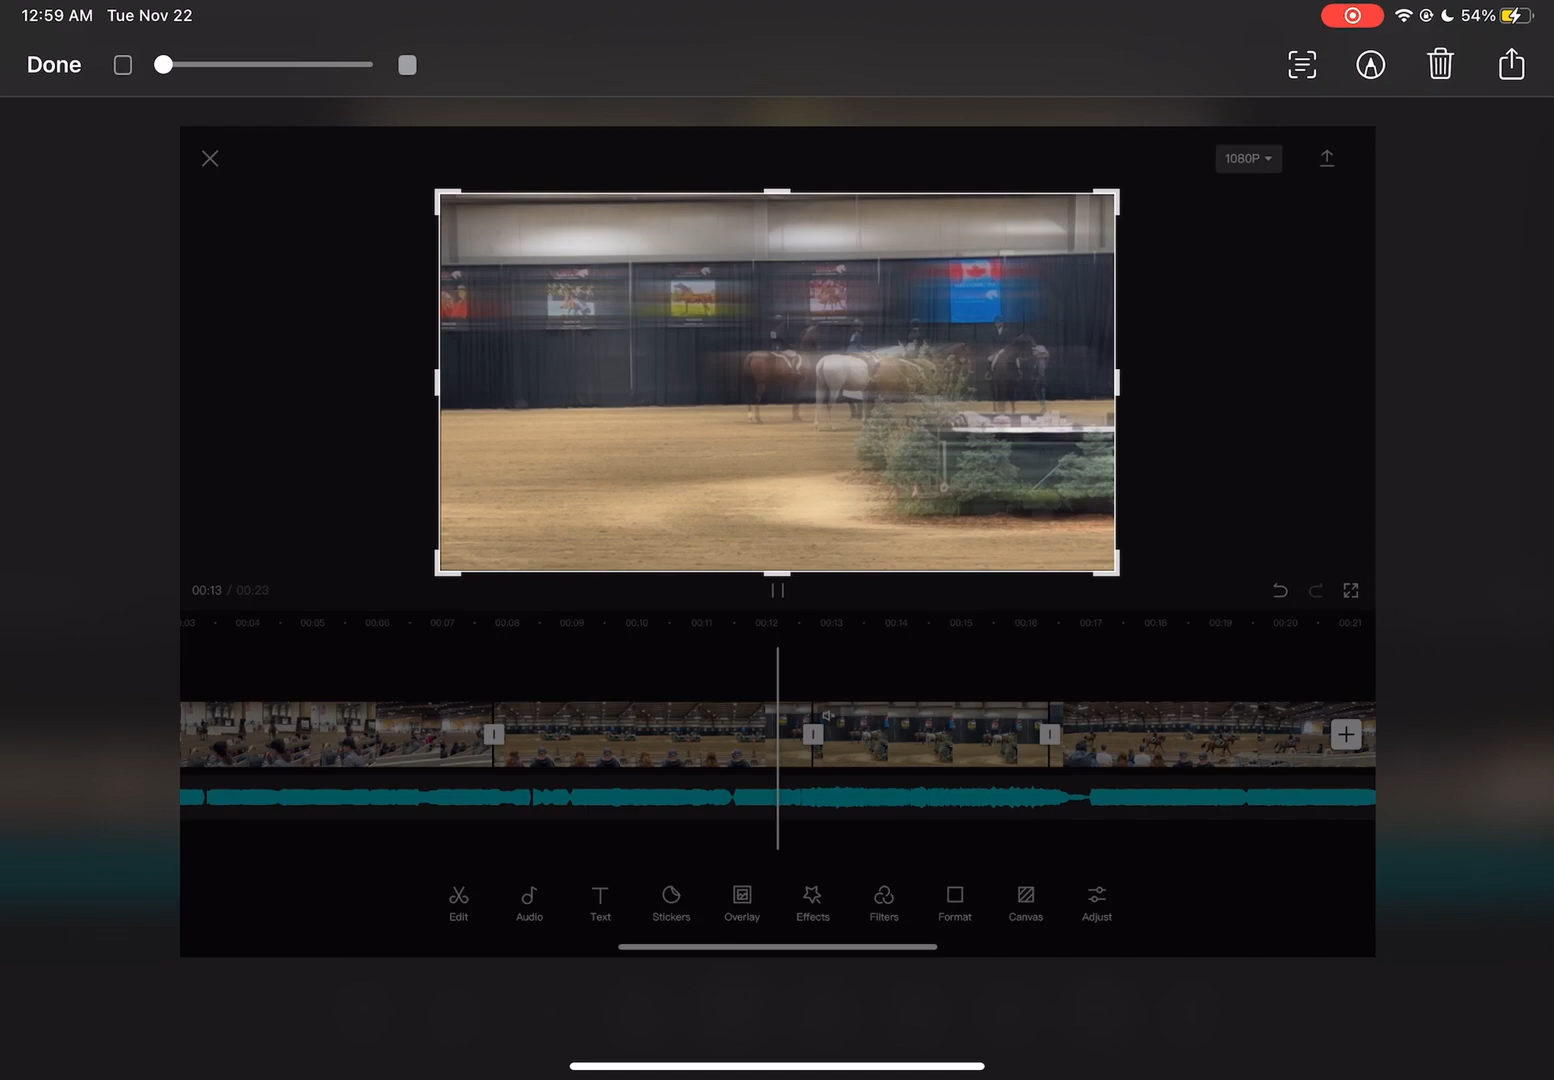 12:59 AM Tue Nov 22
54%
Done
1080P
00:13 / 00:23
:03 00:04 00:05 00:06 00:07 00:08 00:09 00:10 00:11 00:12 00:13 00:14 00:15 00:16 00:17 00:18 00:19 00:20 00:21
Edit Audio Text Stickers Overlay Effects Filters Format Canvas Adjust